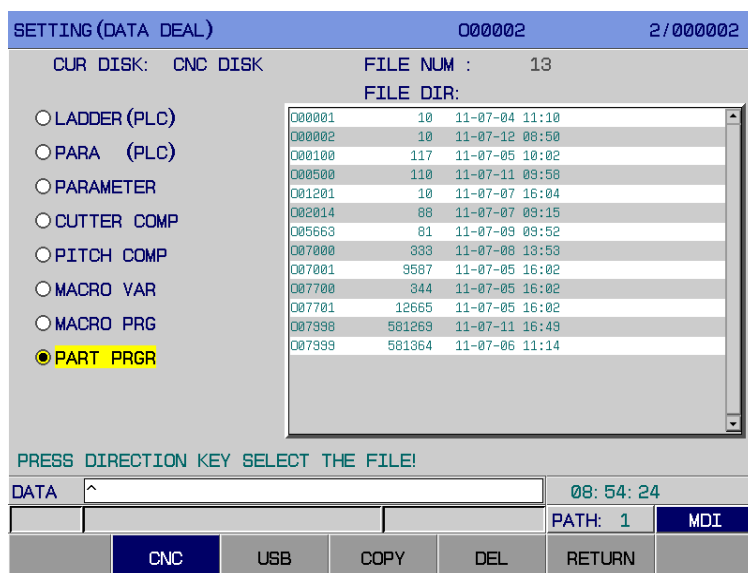 SETTING(DATA DEAL) O00002 2/000002
CUR DISK: CNC DISK FILE NUM : 13
FILE DIR:
LADDER(PLC)
PARA (PLC)
PARAMETER
CUTTER COMP
PITCH COMP
MACRO VAR
MACRO PRG
PART PRGR
O00001 10 11-07-04 11:10
O00002 10 11-07-12 08:50
O00100 117 11-07-05 10:02
O00500 110 11-07-11 09:58
O01201 10 11-07-07 16:04
O02014 88 11-07-07 09:15
O05663 81 11-07-09 09:52
O07000 333 11-07-08 13:53
O07001 9587 11-07-05 16:02
O07700 344 11-07-05 16:02
O07701 12665 11-07-05 16:02
O07998 581269 11-07-11 16:49
O07999 581364 11-07-06 11:14
PRESS DIRECTION KEY SELECT THE FILE!
DATA ^ 08:54:24
PATH: 1 MDI
CNC USB COPY DEL RETURN